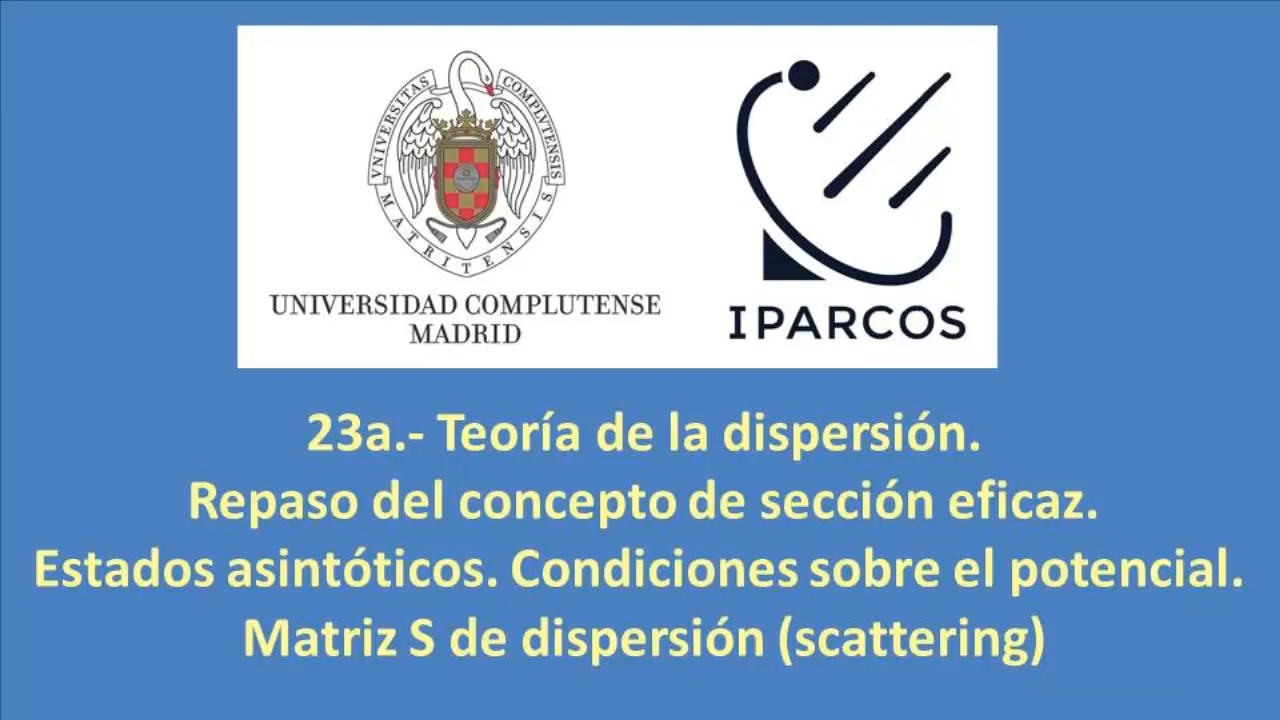 VNIVERSITAS COMPLVTENSIS
MATRITENSIS
UNIVERSIDAD COMPLUTENSE
MADRID
IPARCOS
23a.- Teoría de la dispersión.
Repaso del concepto de sección eficaz.
Estados asintóticos. Condiciones sobre el potencial.
Matriz S de dispersión (scattering)